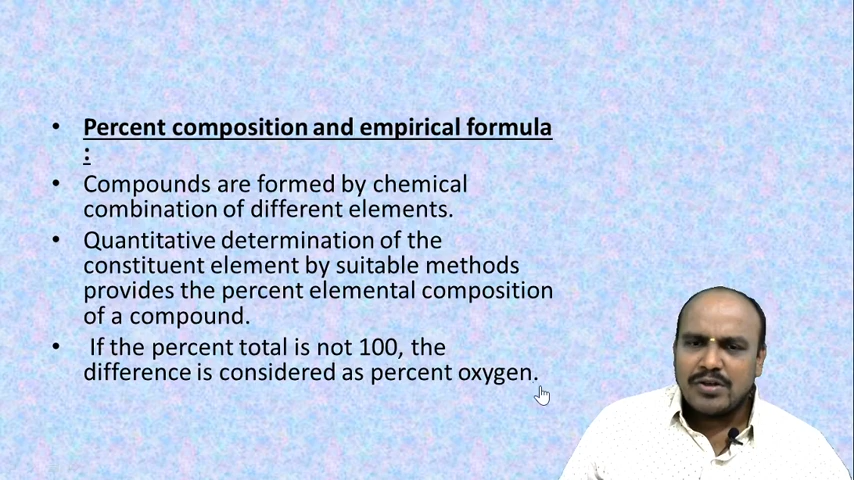 • Percent composition and empirical formula
:
• Compounds are formed by chemical
combination of different elements.
• Quantitative determination of the
constituent element by suitable methods
provides the percent elemental composition
of a compound.
• If the percent total is not 100, the
difference is considered as percent oxygen.